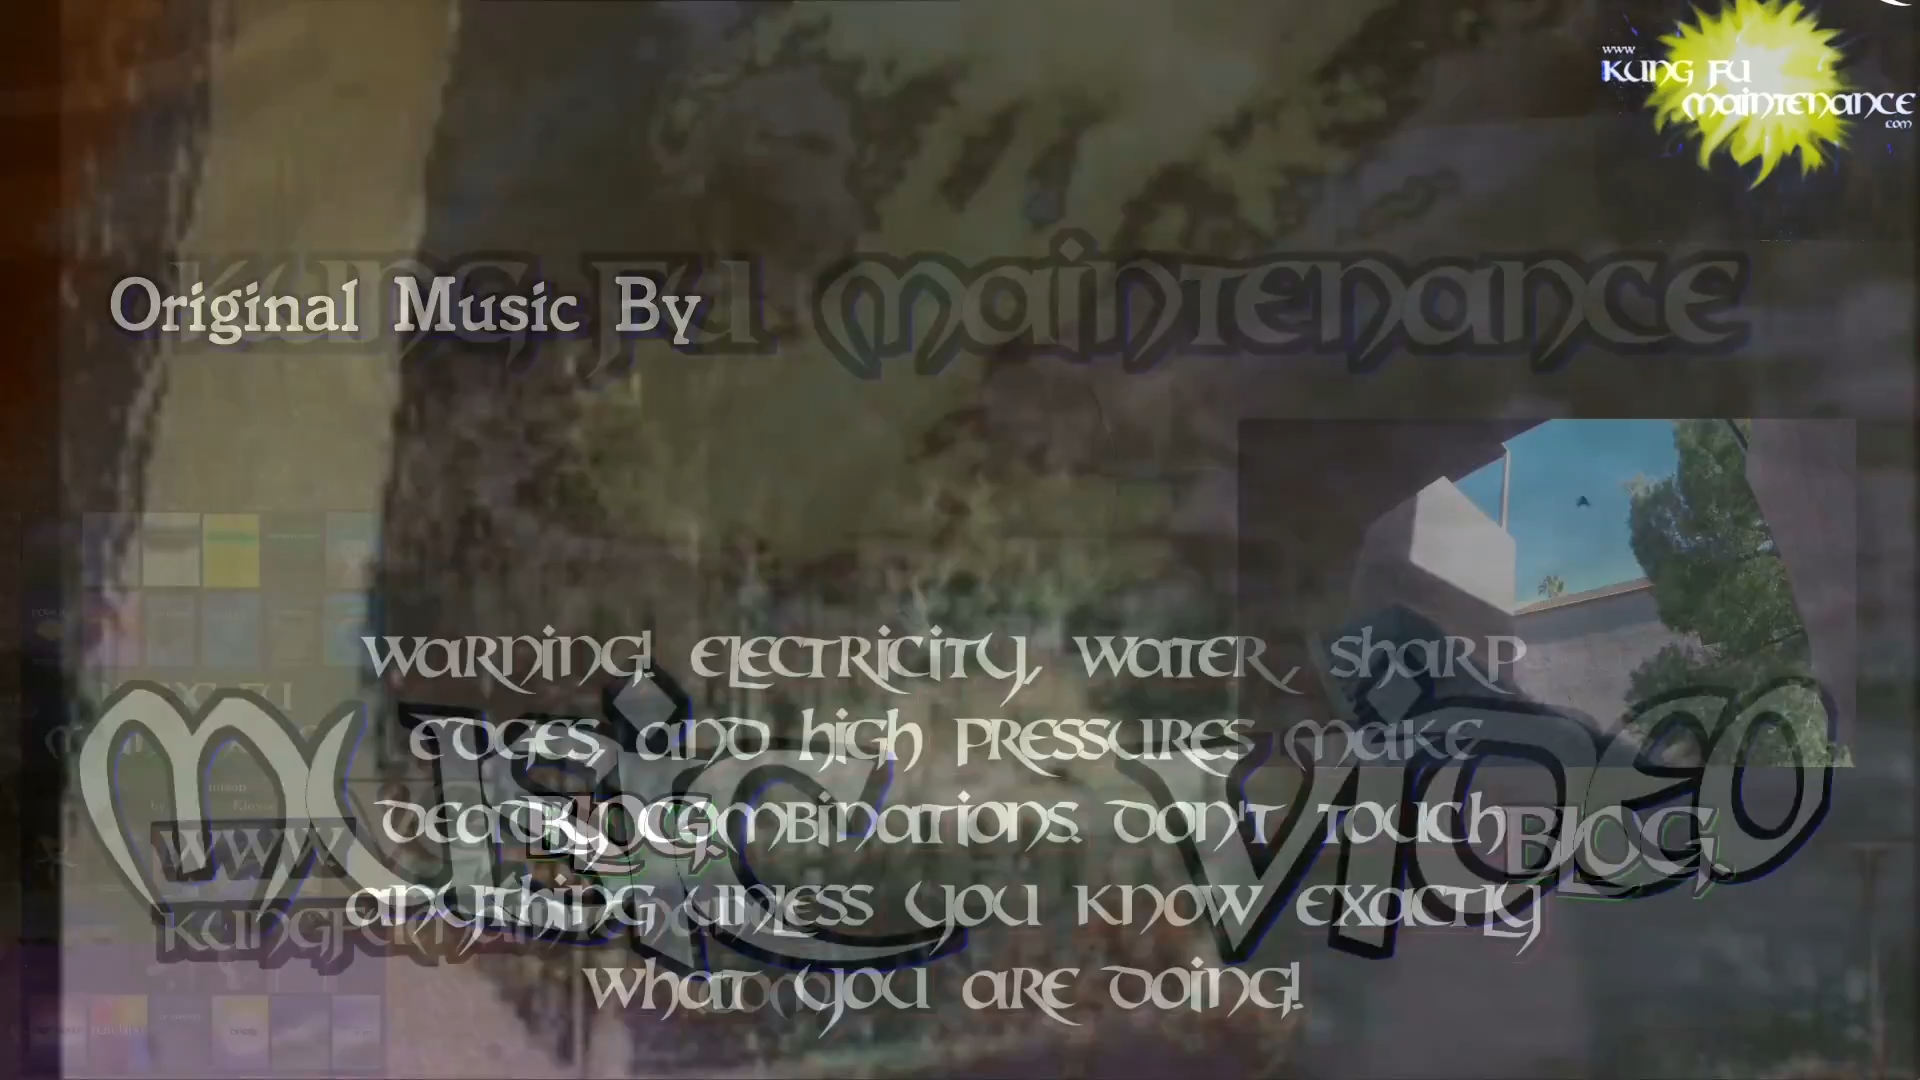 www
KUNG FU
MAINTENANCE
.com
KUNG FU MAINTENANCE
Original Music By
WARNING! ELECTRICITY, WATER, SHARP
EDGES, AND HIGH PRESSURES MAKE
DEADLY COMBINATIONS. DON'T TOUCH
ANYTHING UNLESS YOU KNOW EXACTLY
WHAT YOU ARE DOING!
MUSIC VIDEO
BLOG.
BLOG.
WWW